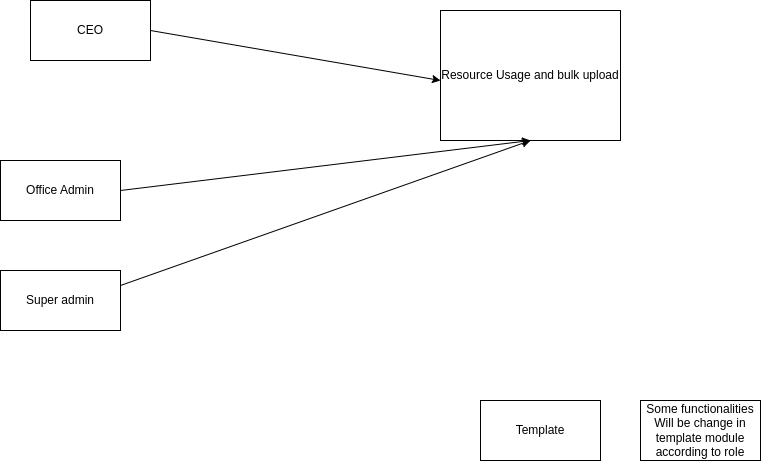 CEO
Resource Usage and bulk upload
Office Admin
Super admin
Template
Some functionalities
Will be change in
template module
according to role